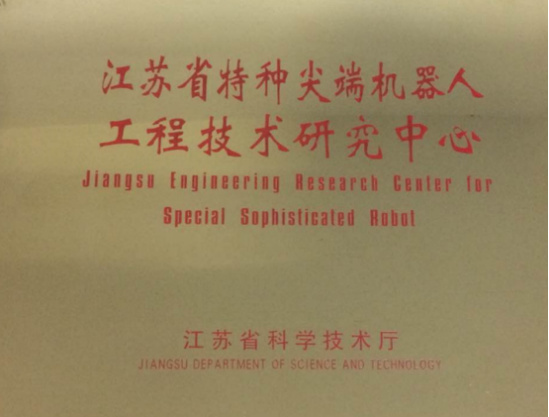 江苏省特种尖端机器人
工程技术研究中心
Jiangsu Engineering Research Center for
Special Sophisticated Robot
江苏省科学技术厅
JIANGSU DEPARTMENT OF SCIENCE AND TECHNOLOGY